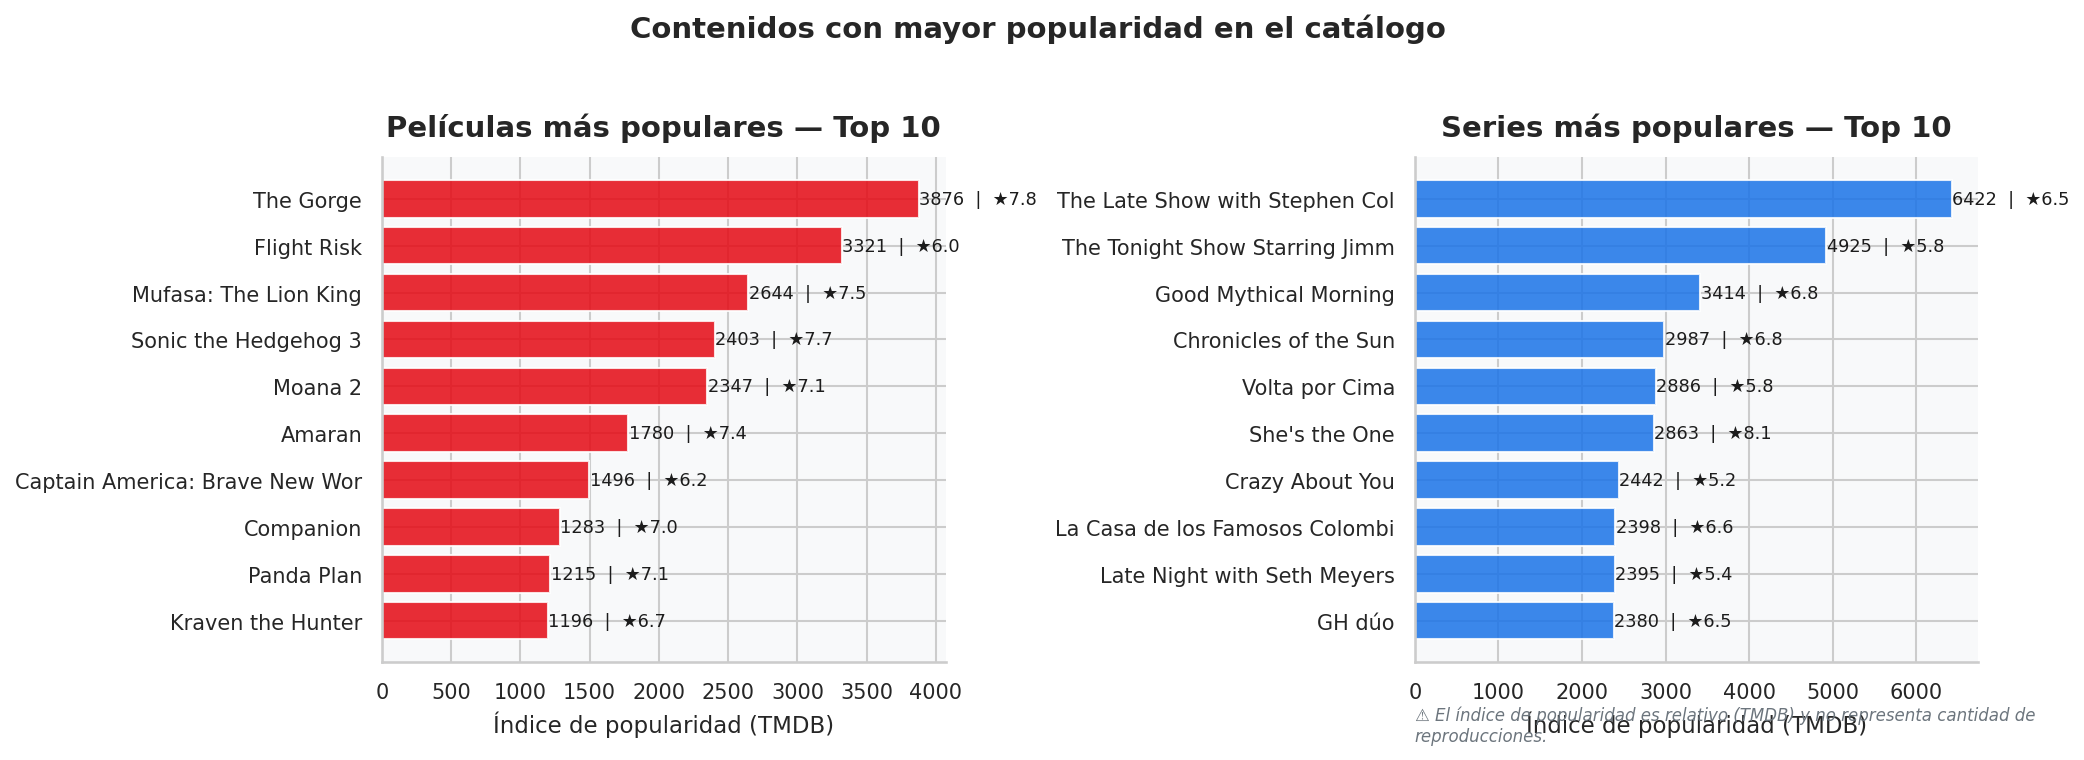 Contenidos con mayor popularidad en el catálogo
Películas más populares — Top 10
The Gorge 3876 | ★7.8
Flight Risk 3321 | ★6.0
Mufasa: The Lion King 2644 | ★7.5
Sonic the Hedgehog 3 2403 | ★7.7
Moana 2 2347 | ★7.1
Amaran 1780 | ★7.4
Captain America: Brave New Wor 1496 | ★6.2
Companion 1283 | ★7.0
Panda Plan 1215 | ★7.1
Kraven the Hunter 1196 | ★6.7
0 500 1000 1500 2000 2500 3000 3500 4000
Índice de popularidad (TMDB)
Series más populares — Top 10
The Late Show with Stephen Col 6422 | ★6.5
The Tonight Show Starring Jimm 4925 | ★5.8
Good Mythical Morning 3414 | ★6.8
Chronicles of the Sun 2987 | ★6.8
Volta por Cima 2886 | ★5.8
She's the One 2863 | ★8.1
Crazy About You 2442 | ★5.2
La Casa de los Famosos Colombi 2398 | ★6.6
Late Night with Seth Meyers 2395 | ★5.4
GH dúo 2380 | ★6.5
0 1000 2000 3000 4000 5000 6000
Índice de popularidad (TMDB)
⚠ El índice de popularidad es relativo (TMDB) y no representa cantidad de
reproducciones.